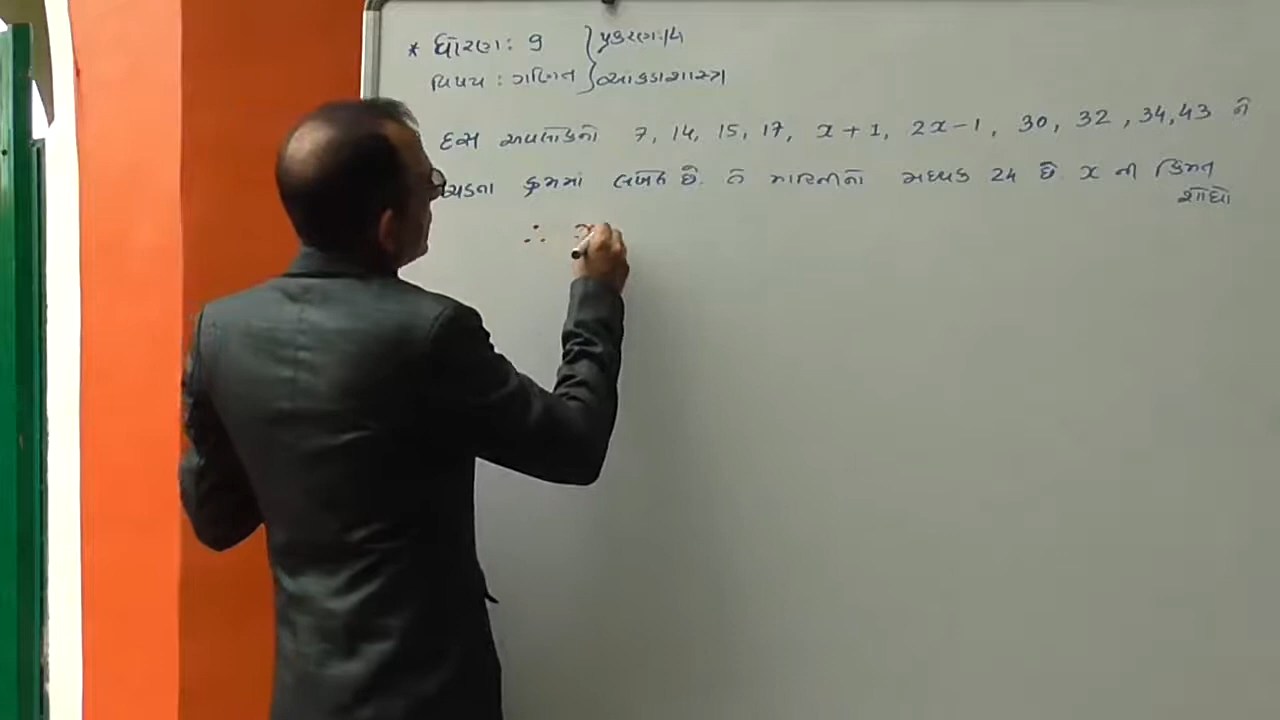 * ધોરણ : 9 } પ્રકરણ : 14
વિષય : ગણિત } આંકડાશાસ્ત્ર
દસ અવલોકનો 7, 14, 15, 17, x + 1, 2x - 1, 30, 32, 34, 43 ને
ચડતા ક્રમમાં લખેલ છે. તે માહિતીનો મધ્યક 24 છે x ની કિંમત
શોધો
∴